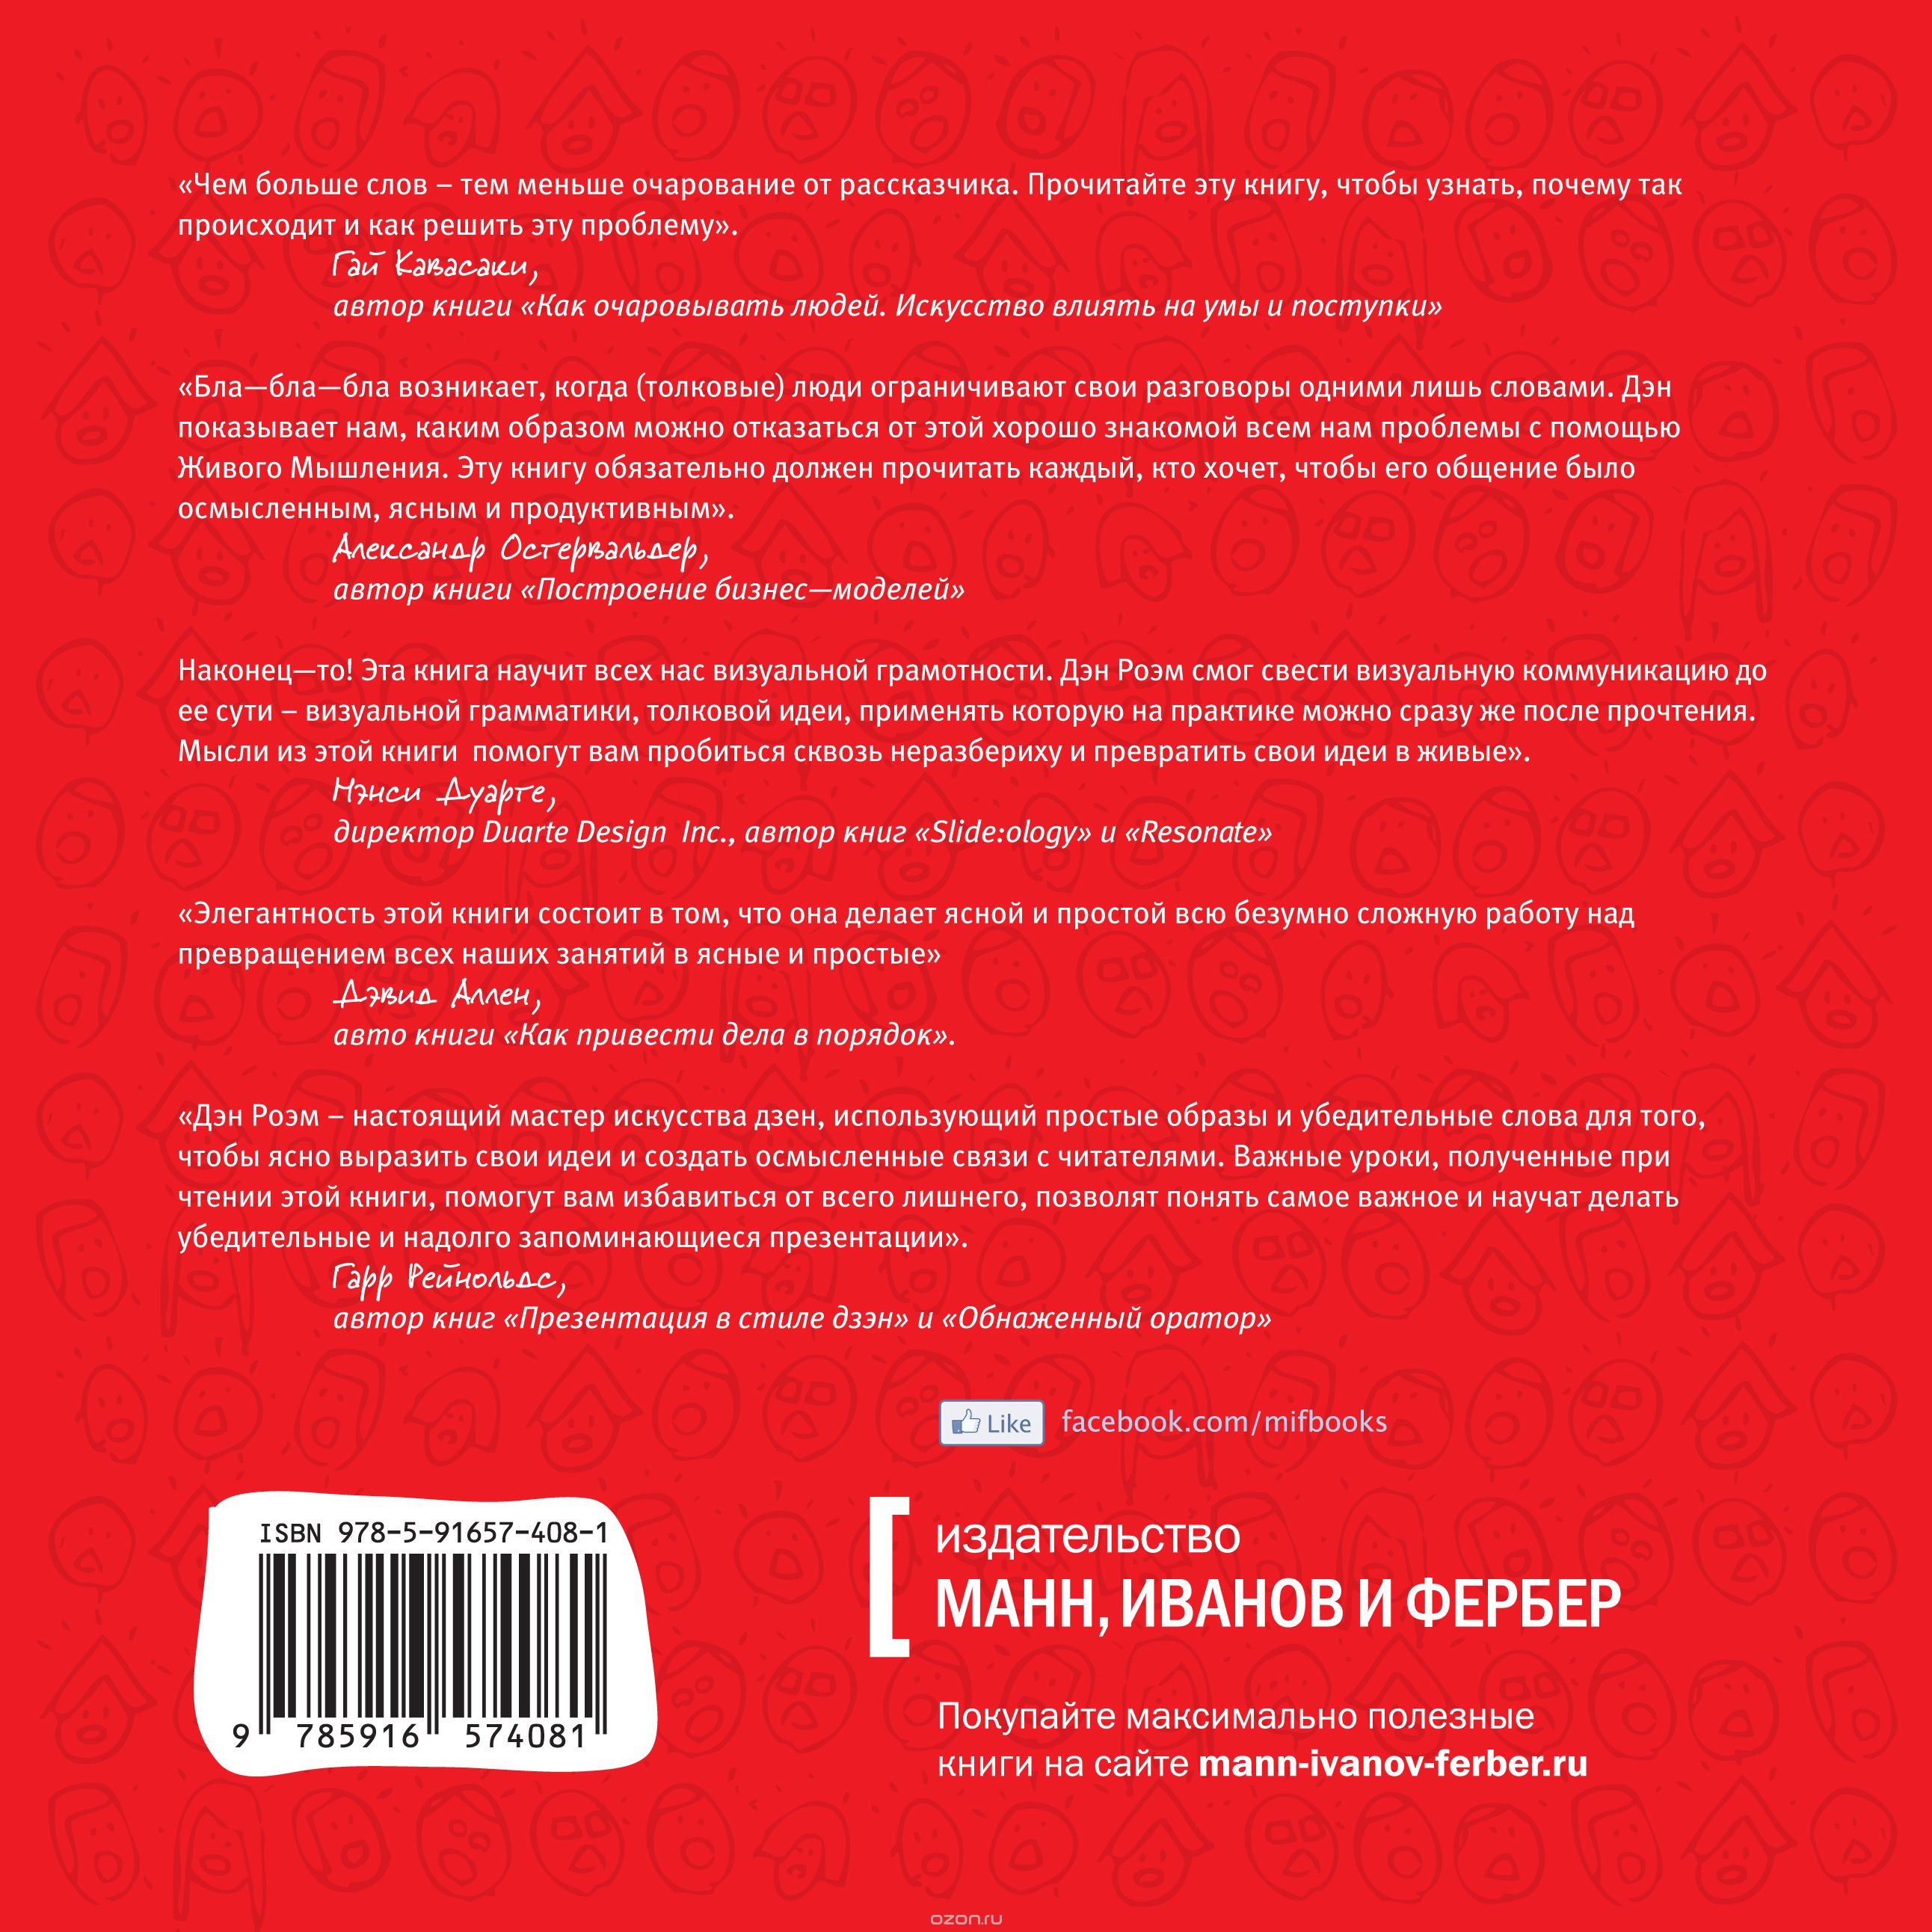 «Чем больше слов – тем меньше очарование от рассказчика. Прочитайте эту книгу, чтобы узнать, почему так
происходит и как решить эту проблему».
Гай Кавасаки,
автор книги «Как очаровывать людей. Искусство влиять на умы и поступки»
«Бла—бла—бла возникает, когда (толковые) люди ограничивают свои разговоры одними лишь словами. Дэн
показывает нам, каким образом можно отказаться от этой хорошо знакомой всем нам проблемы с помощью
Живого Мышления. Эту книгу обязательно должен прочитать каждый, кто хочет, чтобы его общение было
осмысленным, ясным и продуктивным».
Александр Остервальдер,
автор книги «Построение бизнес—моделей»
Наконец—то! Эта книга научит всех нас визуальной грамотности. Дэн Роэм смог свести визуальную коммуникацию до
ее сути – визуальной грамматики, толковой идеи, применять которую на практике можно сразу же после прочтения.
Мысли из этой книги  помогут вам пробиться сквозь неразбериху и превратить свои идеи в живые».
Нэнси Дуарте,
директор Duarte Design  Inc., автор книг «Slide:ology» и «Resonate»
«Элегантность этой книги состоит в том, что она делает ясной и простой всю безумно сложную работу над
превращением всех наших занятий в ясные и простые»
Дэвид Аллен,
авто книги «Как привести дела в порядок».
«Дэн Роэм – настоящий мастер искусства дзен, использующий простые образы и убедительные слова для того,
чтобы ясно выразить свои идеи и создать осмысленные связи с читателями. Важные уроки, полученные при
чтении этой книги, помогут вам избавиться от всего лишнего, позволят понять самое важное и научат делать
убедительные и надолго запоминающиеся презентации».
Гарр Рейнольдс,
автор книг «Презентация в стиле дзэн» и «Обнаженный оратор»
Like facebook.com/mifbooks
ISBN 978-5-91657-408-1
9 785916 574081
издательство
МАНН, ИВАНОВ И ФЕРБЕР
Покупайте максимально полезные
книги на сайте mann-ivanov-ferber.ru
ozon.ru